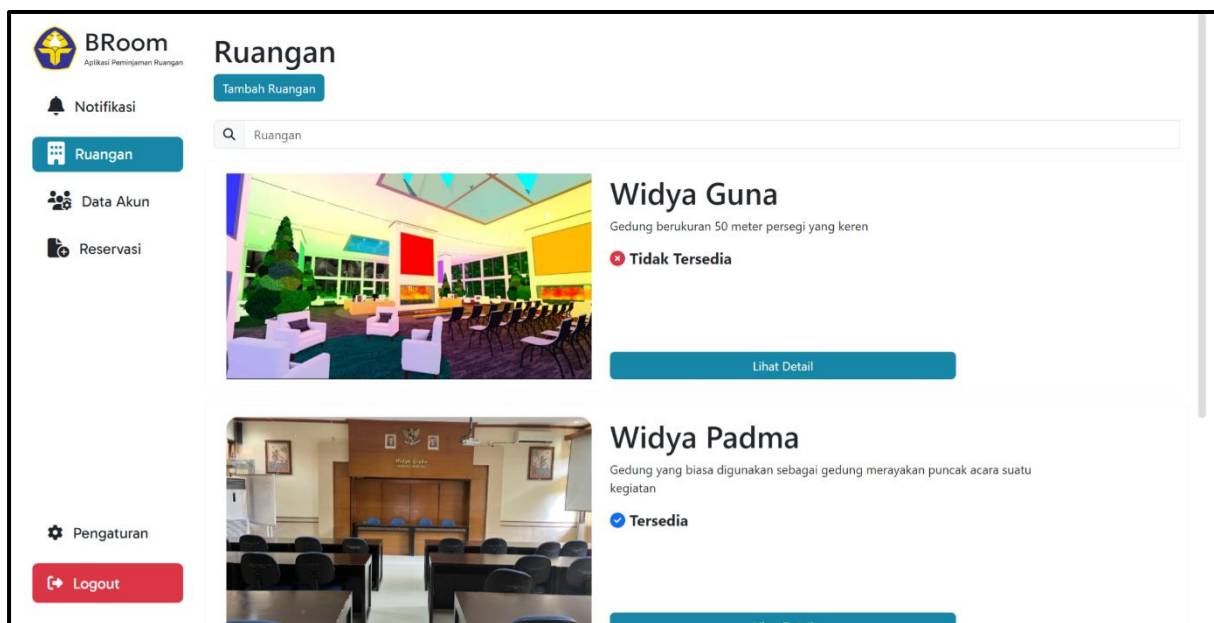 BRoom
Aplikasi Peminjaman Ruangan
Notifikasi
Ruangan
Data Akun
Reservasi
Pengaturan
Logout
Ruangan
Tambah Ruangan
Ruangan
Widya Guna
Gedung berukuran 50 meter persegi yang keren
Tidak Tersedia
Lihat Detail
Widya Padma
Gedung yang biasa digunakan sebagai gedung merayakan puncak acara suatu
kegiatan
Tersedia